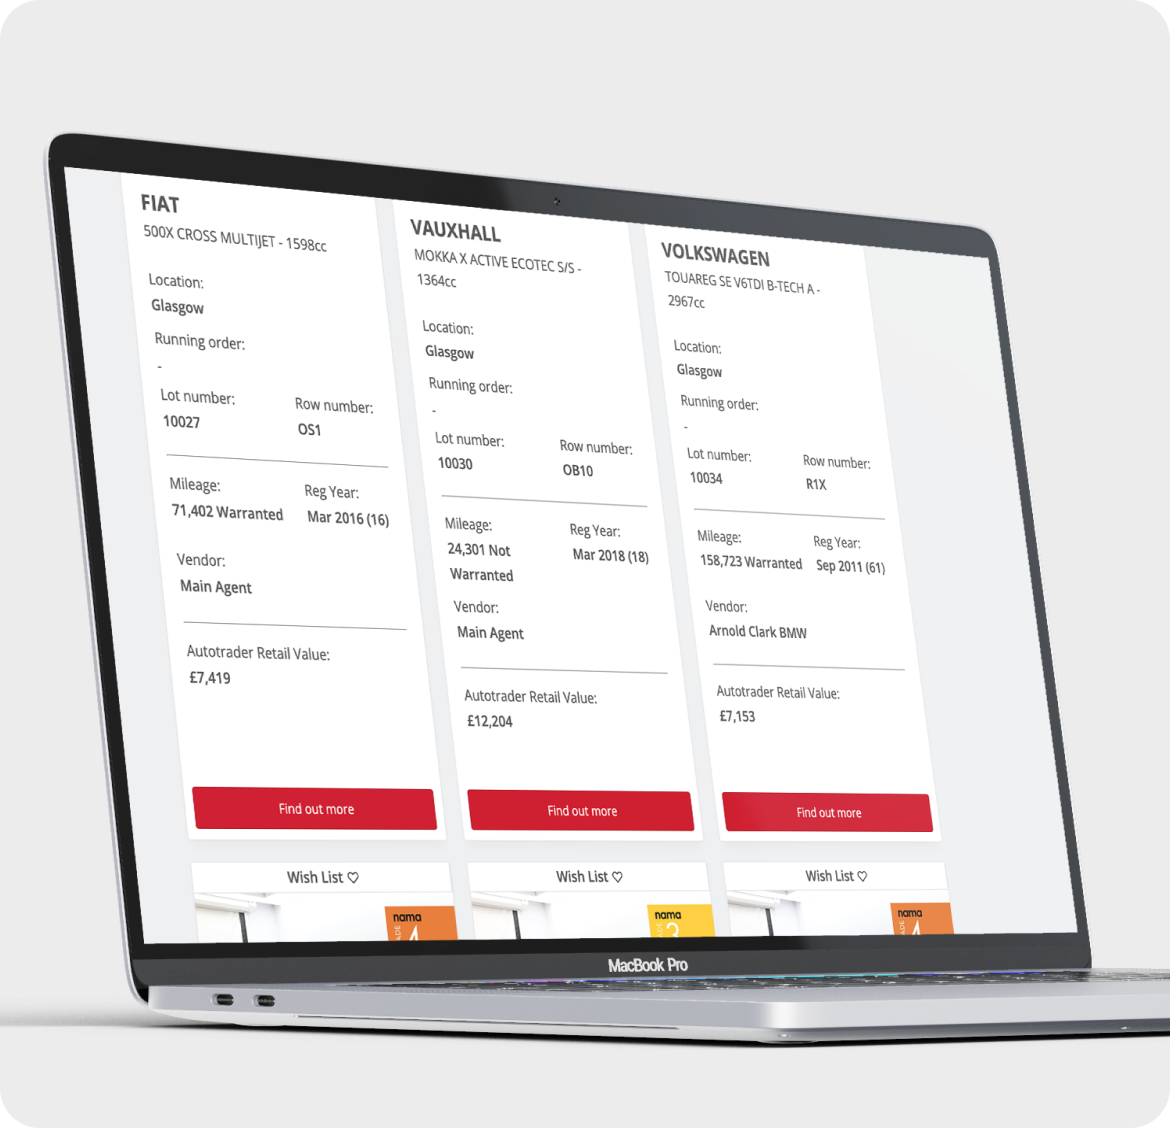 FIAT
500X CROSS MULTIJET - 1598cc
Location:
Glasgow
Running order:
-
Lot number:
10027
Row number:
OS1
Mileage:
71,402 Warranted
Reg Year:
Mar 2016 (16)
Vendor:
Main Agent
Autotrader Retail Value:
£7,419
Find out more
VAUXHALL
MOKKA X ACTIVE ECOTEC S/S -
1364cc
Location:
Glasgow
Running order:
-
Lot number:
10030
Row number:
OB10
Mileage:
24,301 Not
Warranted
Reg Year:
Mar 2018 (18)
Vendor:
Main Agent
Autotrader Retail Value:
£12,204
Find out more
VOLKSWAGEN
TOUAREG SE V6TDI B-TECH A -
2967cc
Location:
Glasgow
Running order:
-
Lot number:
10034
Row number:
R1X
Mileage:
158,723 Warranted
Reg Year:
Sep 2011 (61)
Vendor:
Arnold Clark BMW
Autotrader Retail Value:
£7,153
Find out more
Wish List ♡
nama
4
Wish List ♡
nama
3
Wish List ♡
nama
4
MacBook Pro